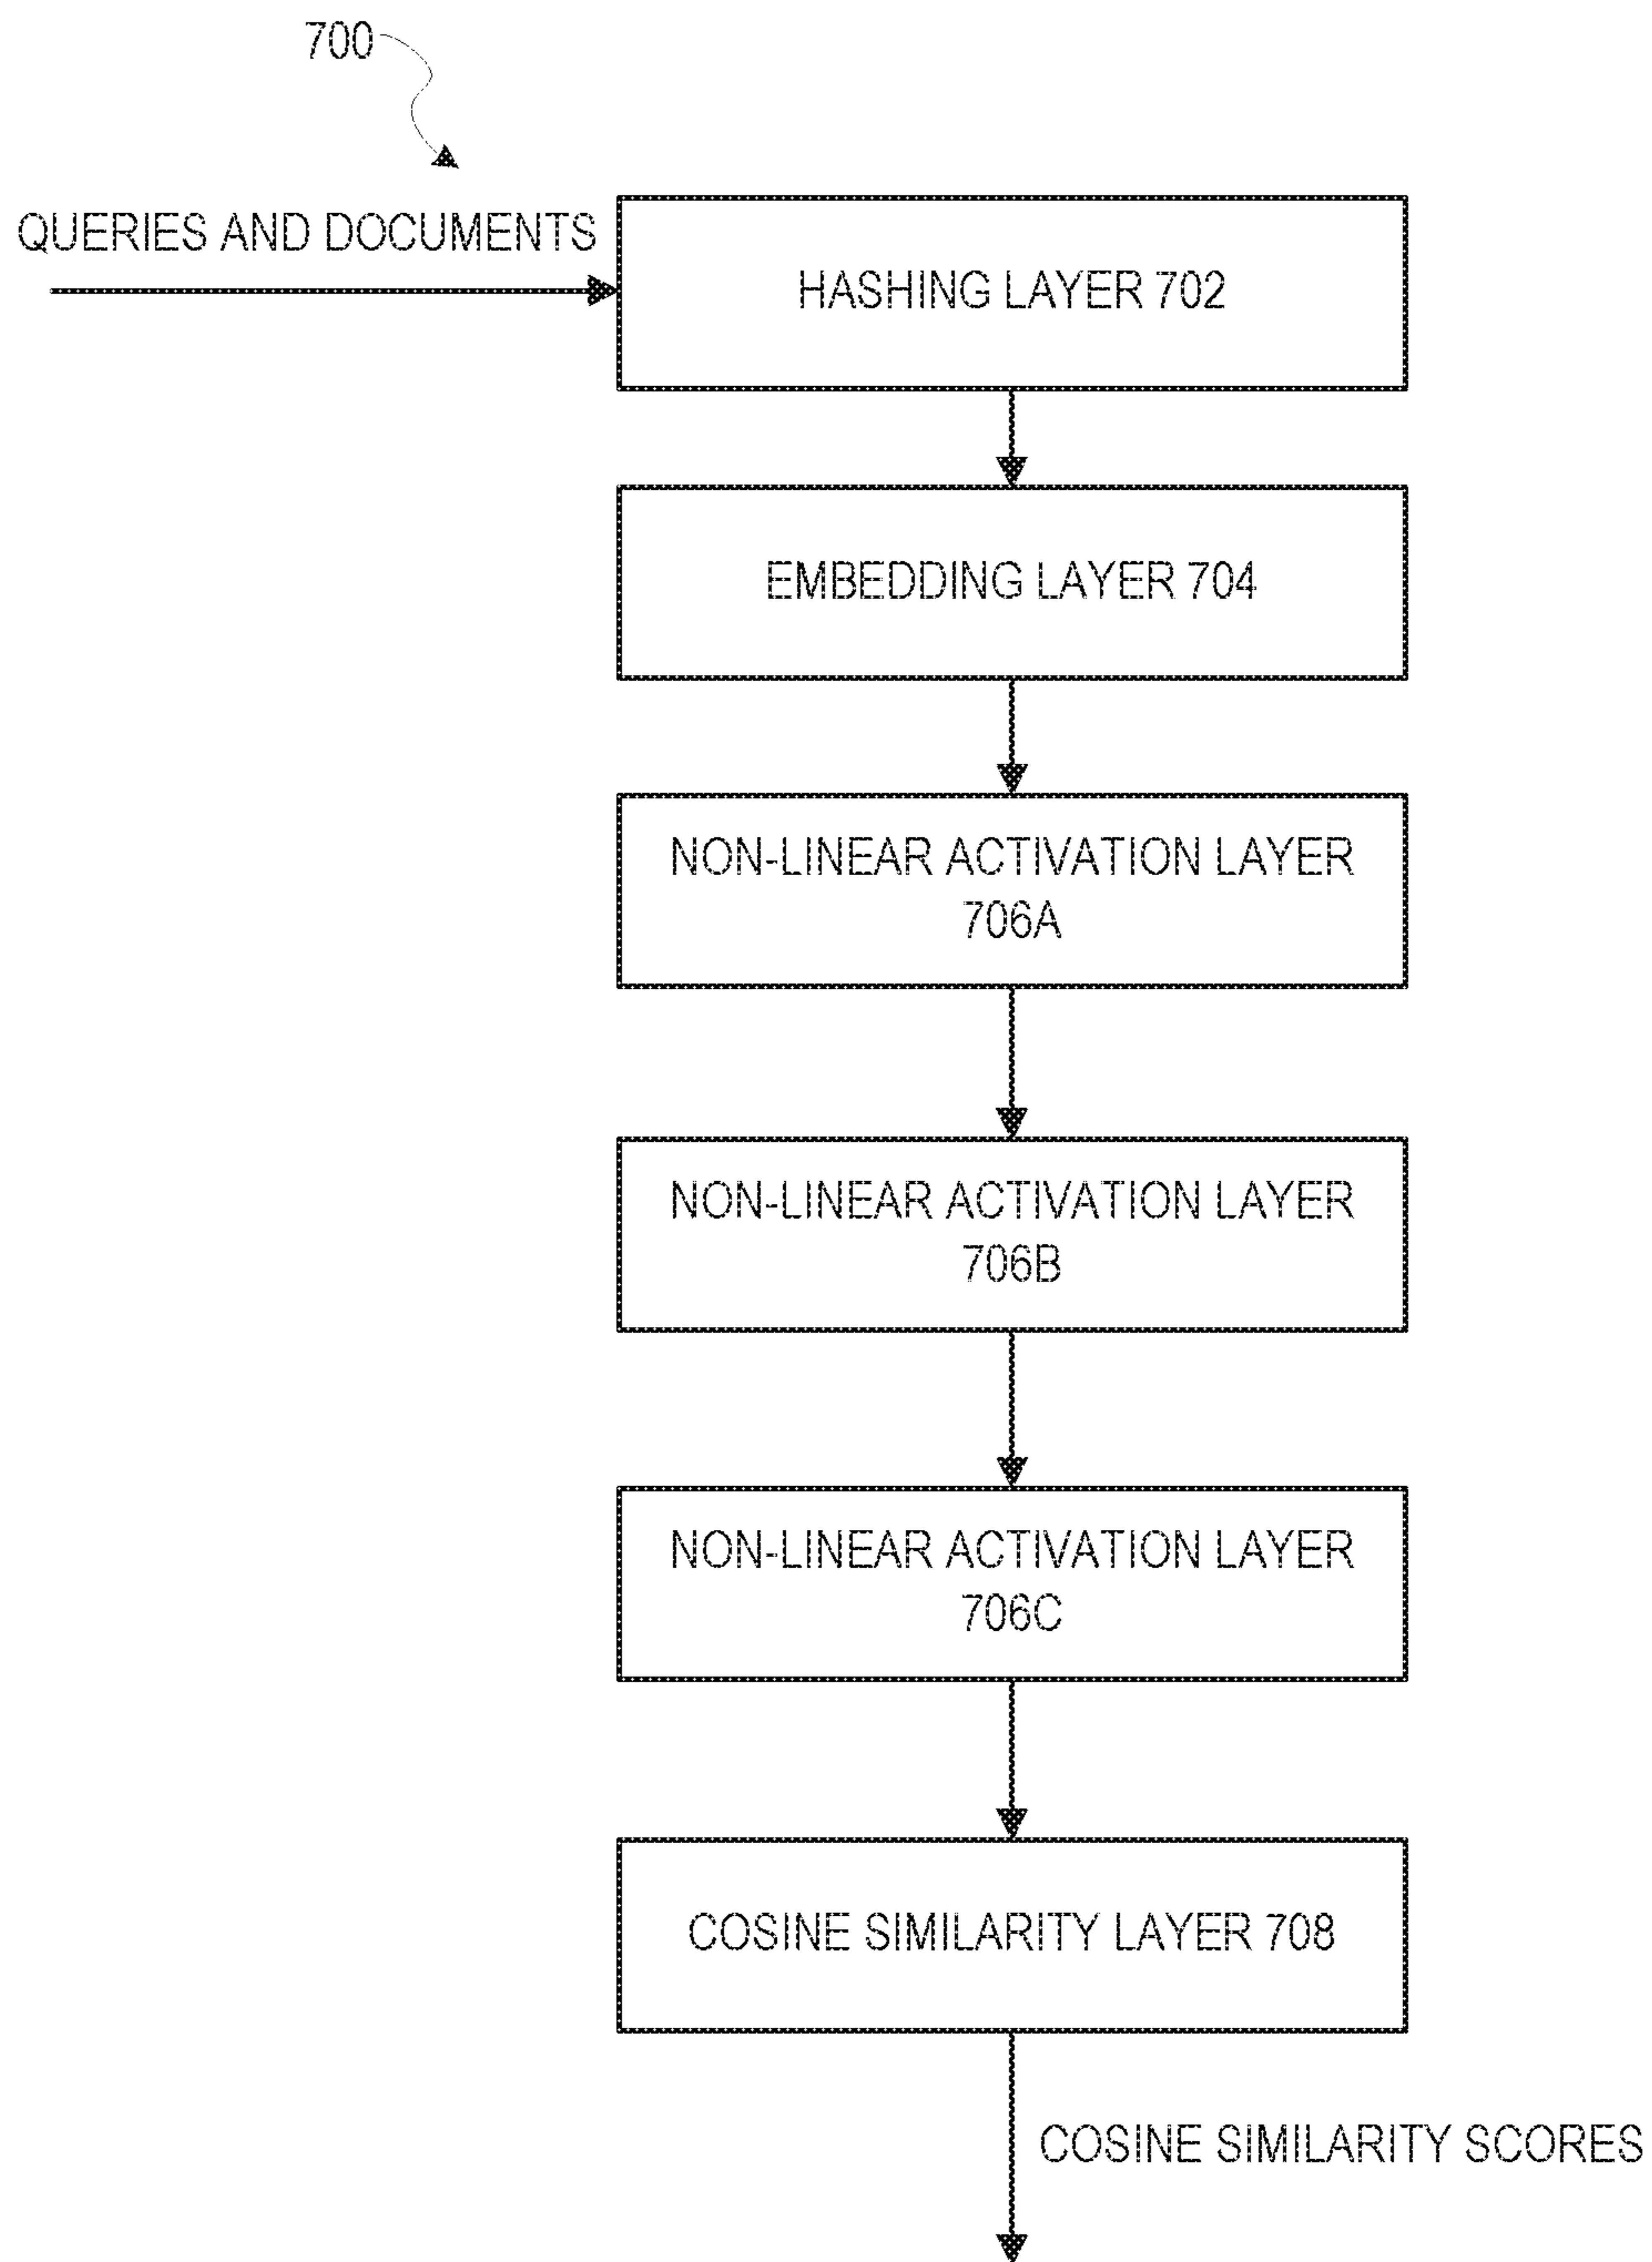 700
QUERIES AND DOCUMENTS
HASHING LAYER 702
EMBEDDING LAYER 704
NON-LINEAR ACTIVATION LAYER
706A
NON-LINEAR ACTIVATION LAYER
706B
NON-LINEAR ACTIVATION LAYER
706C
COSINE SIMILARITY LAYER 708
COSINE SIMILARITY SCORES